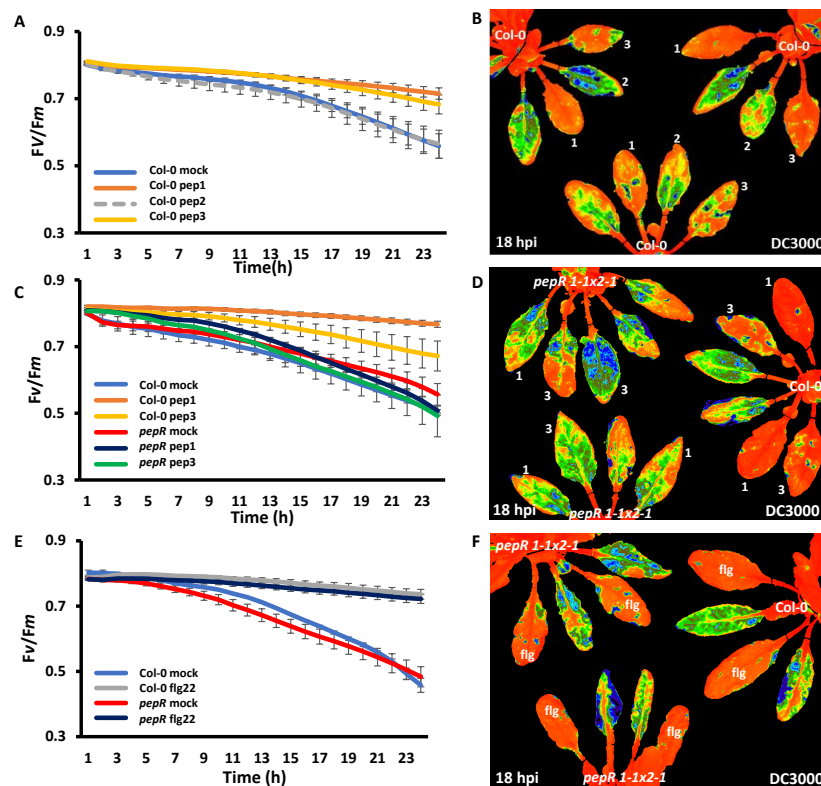 A
0.9
0.7
0.5
0.3
Fv/Fm
Col-0 mock
Col-0 pep1
Col-0 pep2
Col-0 pep3
1 3 5 7 9 11 13 15 17 19 21 23
Time(h)
B
Col-0
3
2
1
1
Col-0
2
3
1
2
3
18 hpi
Col-0
DC3000
C
0.9
0.7
0.5
0.3
Fv/Fm
Col-0 mock
Col-0 pep1
Col-0 pep3
pepR mock
pepR pep1
pepR pep3
1 3 5 7 9 11 13 15 17 19 21 23
Time (h)
D
pepR 1-1x2-1
1
3
3
1
3
Col-0
1
3
3
1
1
18 hpi
pepR 1-1x2-1
DC3000
E
0.9
0.7
0.5
0.3
Fv/Fm
Col-0 mock
Col-0 flg22
pepR mock
pepR flg22
1 3 5 7 9 11 13 15 17 19 21 23
Time (h)
F
pepR 1-1x2-1
flg
flg
flg
Col-0
flg
flg
flg
18 hpi
pepR 1-1x2-1
DC3000